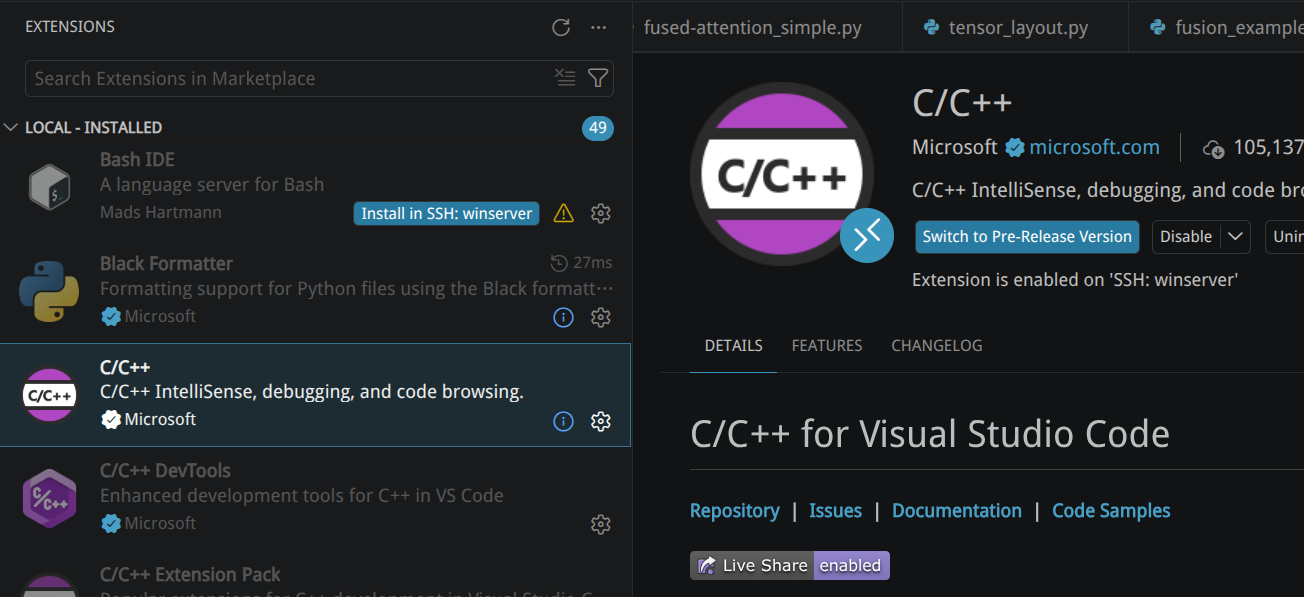 EXTENSIONS
Search Extensions in Marketplace
LOCAL - INSTALLED 49
Bash IDE
A language server for Bash
Mads Hartmann Install in SSH: winserver
Black Formatter 27ms
Formatting support for Python files using the Black formatt···
Microsoft
C/C++
C/C++
C/C++ IntelliSense, debugging, and code browsing.
Microsoft
C/C++
C/C++ DevTools
Enhanced development tools for C++ in VS Code
Microsoft
C/C++ Extension Pack
fused-attention_simple.py tensor_layout.py fusion_example
C/C++
C/C++
Microsoft microsoft.com 105,137
C/C++ IntelliSense, debugging, and code bro
Switch to Pre-Release Version Disable Unin
Extension is enabled on 'SSH: winserver'
DETAILS FEATURES CHANGELOG
C/C++ for Visual Studio Code
Repository | Issues | Documentation | Code Samples
Live Share enabled